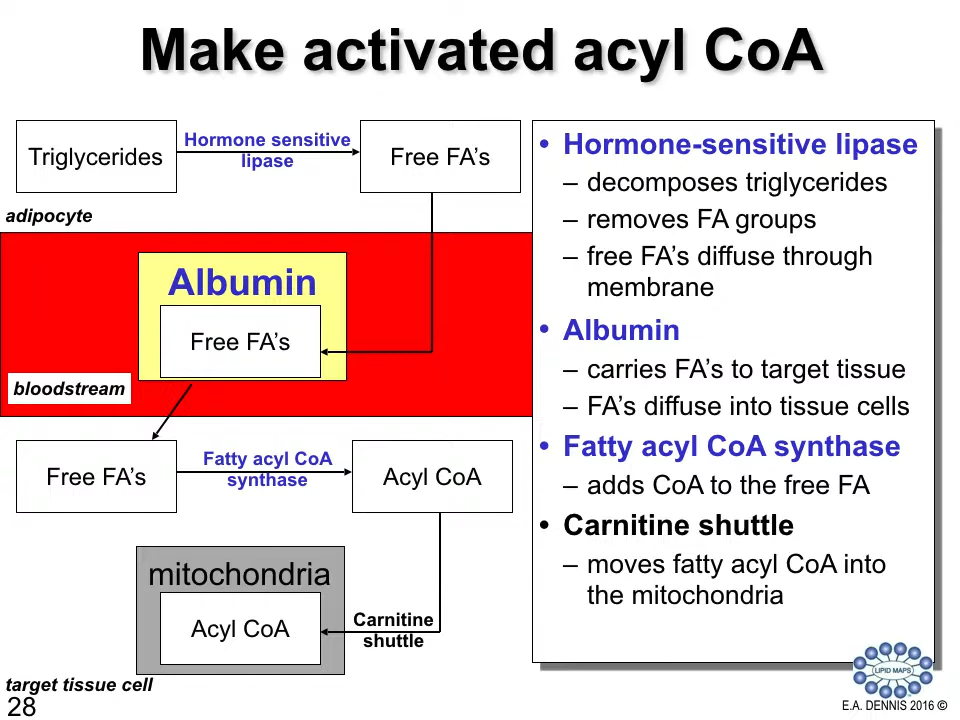 Make activated acyl CoA
Triglycerides
Hormone sensitive
lipase
Free FA’s
adipocyte
Albumin
Free FA’s
bloodstream
Free FA’s
Fatty acyl CoA
synthase
Acyl CoA
mitochondria
Acyl CoA
Carnitine
shuttle
target tissue cell
28
• Hormone-sensitive lipase
– decomposes triglycerides
– removes FA groups
– free FA’s diffuse through
membrane
• Albumin
– carries FA’s to target tissue
– FA’s diffuse into tissue cells
• Fatty acyl CoA synthase
– adds CoA to the free FA
• Carnitine shuttle
– moves fatty acyl CoA into
the mitochondria
LIPID MAPS
E.A. DENNIS 2016 ©